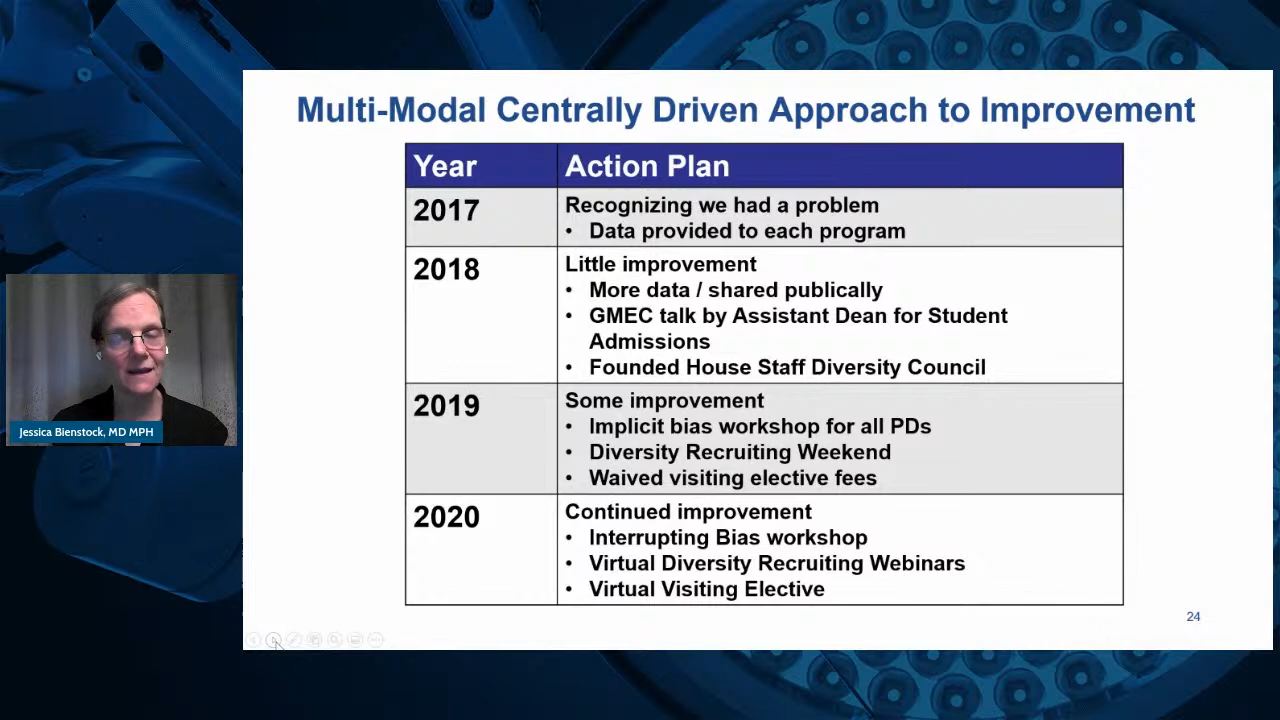 Multi-Modal Centrally Driven Approach to Improvement
Year
Action Plan
2017
Recognizing we had a problem
• Data provided to each program
2018
Little improvement
• More data / shared publically
• GMEC talk by Assistant Dean for Student
Admissions
• Founded House Staff Diversity Council
2019
Some improvement
• Implicit bias workshop for all PDs
• Diversity Recruiting Weekend
• Waived visiting elective fees
2020
Continued improvement
• Interrupting Bias workshop
• Virtual Diversity Recruiting Webinars
• Virtual Visiting Elective
24
Jessica Bienstock, MD MPH